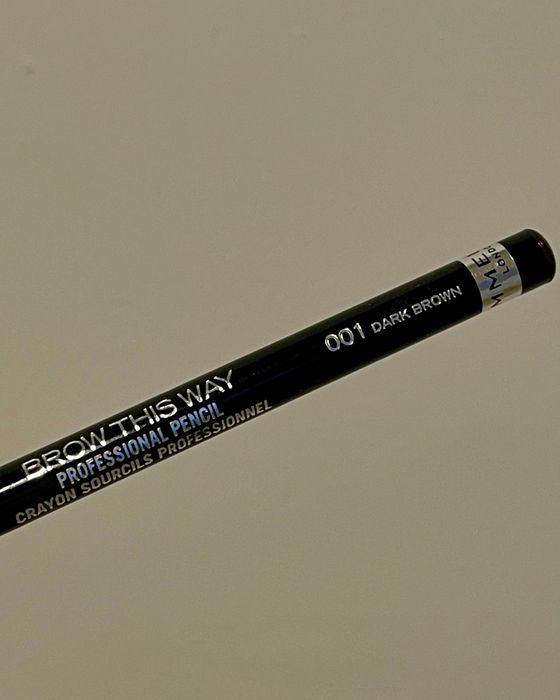 BROW THIS WAY
PROFESSIONAL PENCIL
CRAYON SOURCILS PROFESSIONNEL
001 DARK BROWN